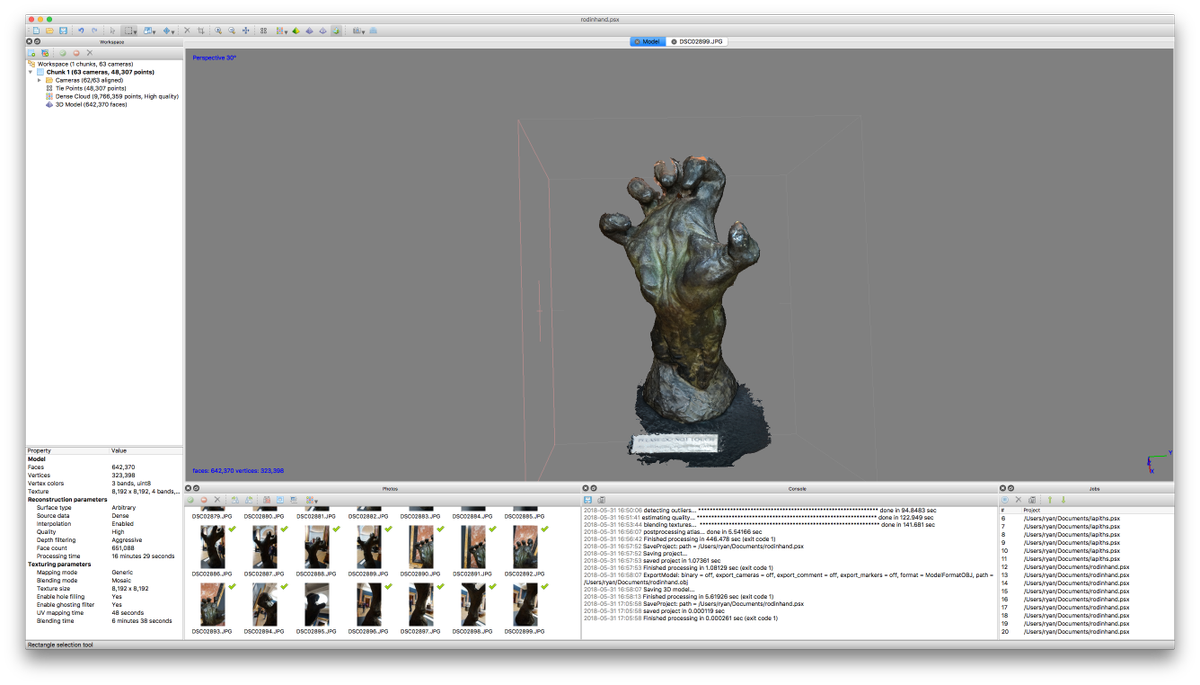 rodinhand.psx
Workspace
Model
DSC02899.JPG
Workspace (1 chunks, 63 cameras)
Chunk 1 (63 cameras, 48,307 points)
Cameras (62/63 aligned)
Tie Points (48,307 points)
Dense Cloud (9,766,359 points, High quality)
3D Model (642,370 faces)
Perspective 30°
PLEASE DO NOT TOUCH
Y
X
faces: 642,370 vertices: 323,398
Property Value
Model
Faces 642,370
Vertices 323,398
Vertex colors 3 bands, uint8
Texture 8,192 x 8,192, 4 bands,...
Reconstruction parameters
Surface type Arbitrary
Source data Dense
Interpolation Enabled
Quality High
Depth filtering Aggressive
Face count 651,088
Processing time 16 minutes 29 seconds
Texturing parameters
Mapping mode Generic
Blending mode Mosaic
Texture size 8,192 x 8,192
Enable hole filling Yes
Enable ghosting filter Yes
UV mapping time 48 seconds
Blending time 6 minutes 38 seconds
Photos
DSC02879.JPG DSC02880.JPG DSC02881.JPG DSC02882.JPG DSC02883.JPG DSC02884.JPG DSC02885.JPG
DSC02886.JPG DSC02887.JPG DSC02888.JPG DSC02889.JPG DSC02890.JPG DSC02891.JPG DSC02892.JPG
DSC02893.JPG DSC02894.JPG DSC02895.JPG DSC02896.JPG DSC02897.JPG DSC02898.JPG DSC02899.JPG
Console
2018-05-31 16:50:06 detecting outliers... done in 94.8483 sec
2018-05-31 16:51:41 estimating quality... done in 122.949 sec
2018-05-31 16:53:44 blending textures... done in 141.681 sec
2018-05-31 16:56:07 postprocessing atlas... done in 5.54166 sec
2018-05-31 16:56:42 Finished processing in 446.478 sec (exit code 1)
2018-05-31 16:57:52 SaveProject: path = /Users/ryan/Documents/rodinhand.psx
2018-05-31 16:57:52 Saving project...
2018-05-31 16:57:53 saved project in 1.07361 sec
2018-05-31 16:57:53 Finished processing in 1.08129 sec (exit code 1)
2018-05-31 16:58:07 ExportModel: binary = off, export_cameras = off, export_comment = off, export_markers = off, format = ModelFormatOBJ, path =
/Users/ryan/Documents/rodinhand.obj
2018-05-31 16:58:07 Saving 3D model...
2018-05-31 16:58:13 Finished processing in 5.61926 sec (exit code 1)
2018-05-31 17:05:58 SaveProject: path = /Users/ryan/Documents/rodinhand.psx
2018-05-31 17:05:58 saved project in 0.000119 sec
2018-05-31 17:05:58 Finished processing in 0.000261 sec (exit code 1)
Jobs
# Project
6 /Users/ryan/Documents/lapiths.psx
7 /Users/ryan/Documents/lapiths.psx
8 /Users/ryan/Documents/lapiths.psx
9 /Users/ryan/Documents/lapiths.psx
10 /Users/ryan/Documents/lapiths.psx
11 /Users/ryan/Documents/lapiths.psx
12 /Users/ryan/Documents/rodinhand.psx
13 /Users/ryan/Documents/rodinhand.psx
14 /Users/ryan/Documents/rodinhand.psx
15 /Users/ryan/Documents/rodinhand.psx
16 /Users/ryan/Documents/rodinhand.psx
17 /Users/ryan/Documents/rodinhand.psx
18 /Users/ryan/Documents/rodinhand.psx
19 /Users/ryan/Documents/rodinhand.psx
20 /Users/ryan/Documents/rodinhand.psx
Rectangle selection tool